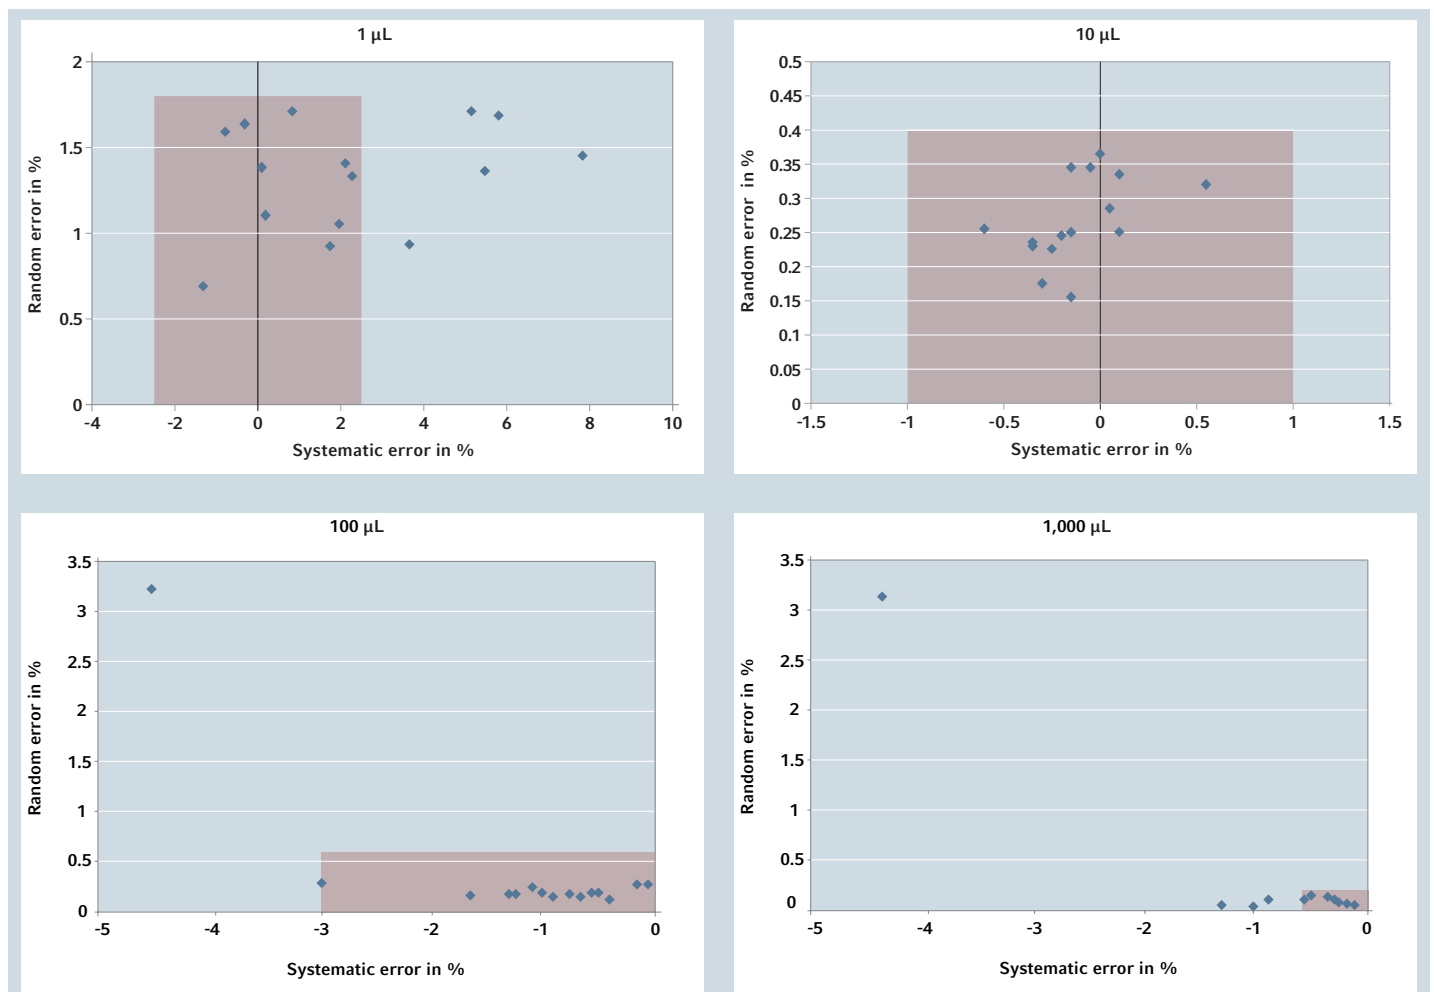 1 µL
Random error in %
2
1.5
1
0.5
0
-4 -2 0 2 4 6 8 10
Systematic error in %
10 µL
Random error in %
0.5
0.45
0.4
0.35
0.3
0.25
0.2
0.15
0.1
0.05
0
-1.5 -1 -0.5 0 0.5 1 1.5
Systematic error in %
100 µL
Random error in %
3.5
3
2.5
2
1.5
1
0.5
0
-5 -4 -3 -2 -1 0
Systematic error in %
1,000 µL
Random error in %
3.5
3
2.5
2
1.5
1
0.5
0
-5 -4 -3 -2 -1 0
Systematic error in %